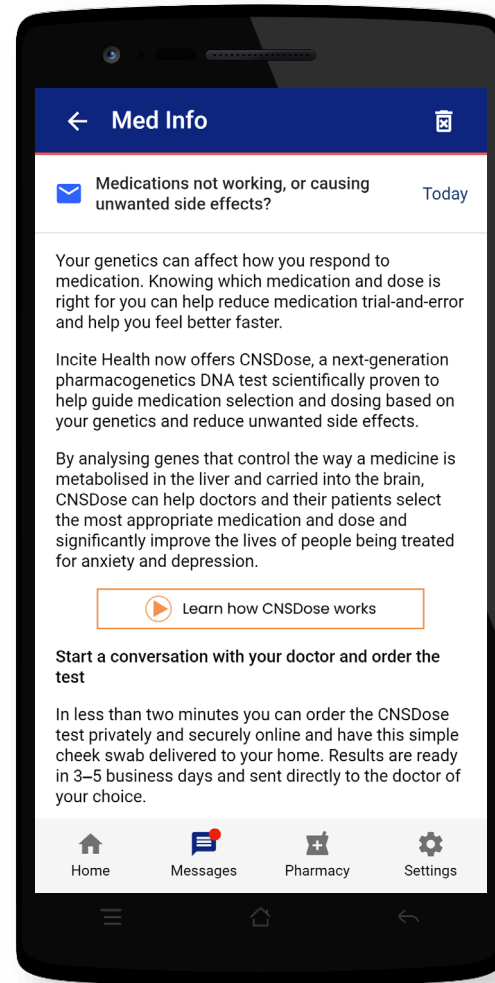 Med Info
Medications not working, or causing
unwanted side effects?
Today
Your genetics can affect how you respond to
medication. Knowing which medication and dose is
right for you can help reduce medication trial-and-error
and help you feel better faster.
Incite Health now offers CNSDose, a next-generation
pharmacogenetics DNA test scientifically proven to
help guide medication selection and dosing based on
your genetics and reduce unwanted side effects.
By analysing genes that control the way a medicine is
metabolised in the liver and carried into the brain,
CNSDose can help doctors and their patients select
the most appropriate medication and dose and
significantly improve the lives of people being treated
for anxiety and depression.
Learn how CNSDose works
Start a conversation with your doctor and order the
test
In less than two minutes you can order the CNSDose
test privately and securely online and have this simple
cheek swab delivered to your home. Results are ready
in 3–5 business days and sent directly to the doctor of
your choice.
Home
Messages
Pharmacy
Settings